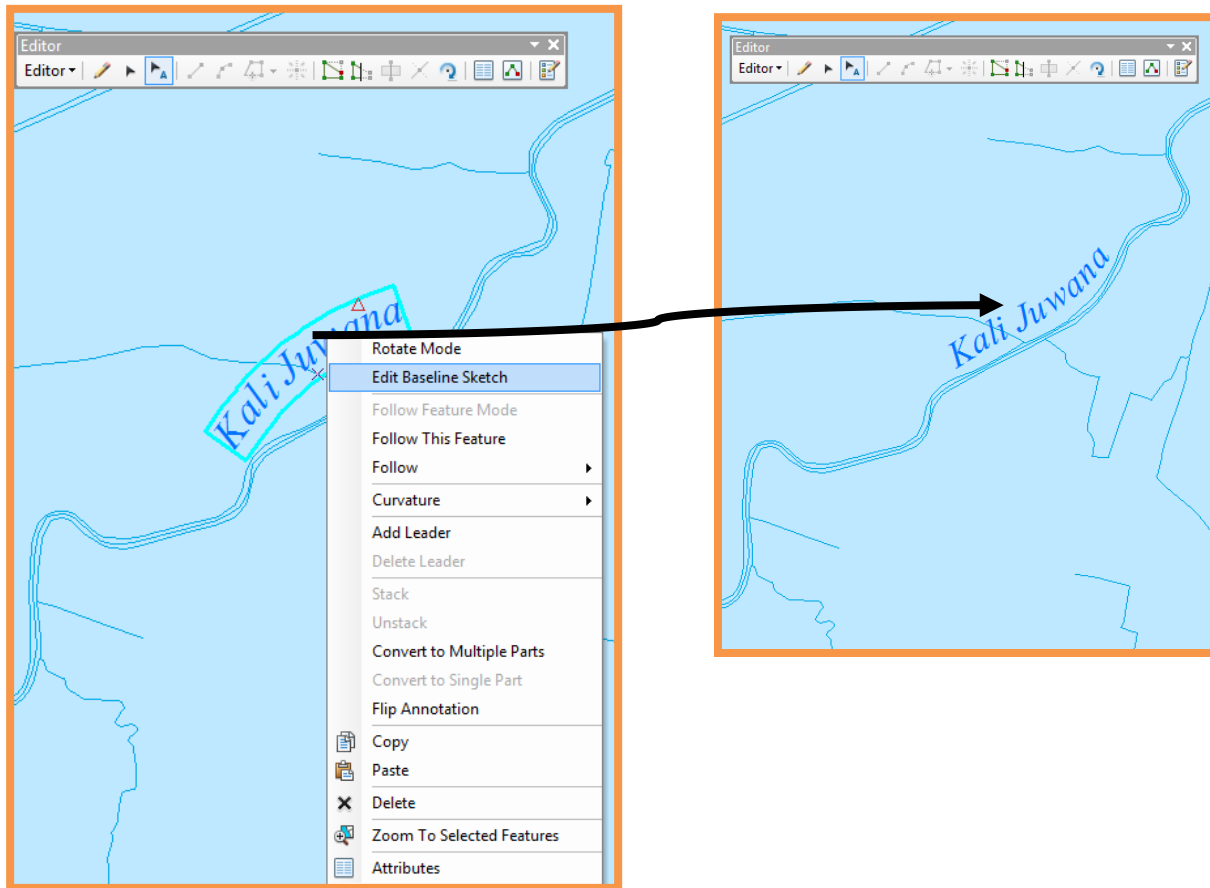 Editor
Editor
Kali Juwana
Rotate Mode
Edit Baseline Sketch
Follow Feature Mode
Follow This Feature
Follow
Curvature
Add Leader
Delete Leader
Stack
Unstack
Convert to Multiple Parts
Convert to Single Part
Flip Annotation
Copy
Paste
Delete
Zoom To Selected Features
Attributes
Editor
Editor
Kali Juwana